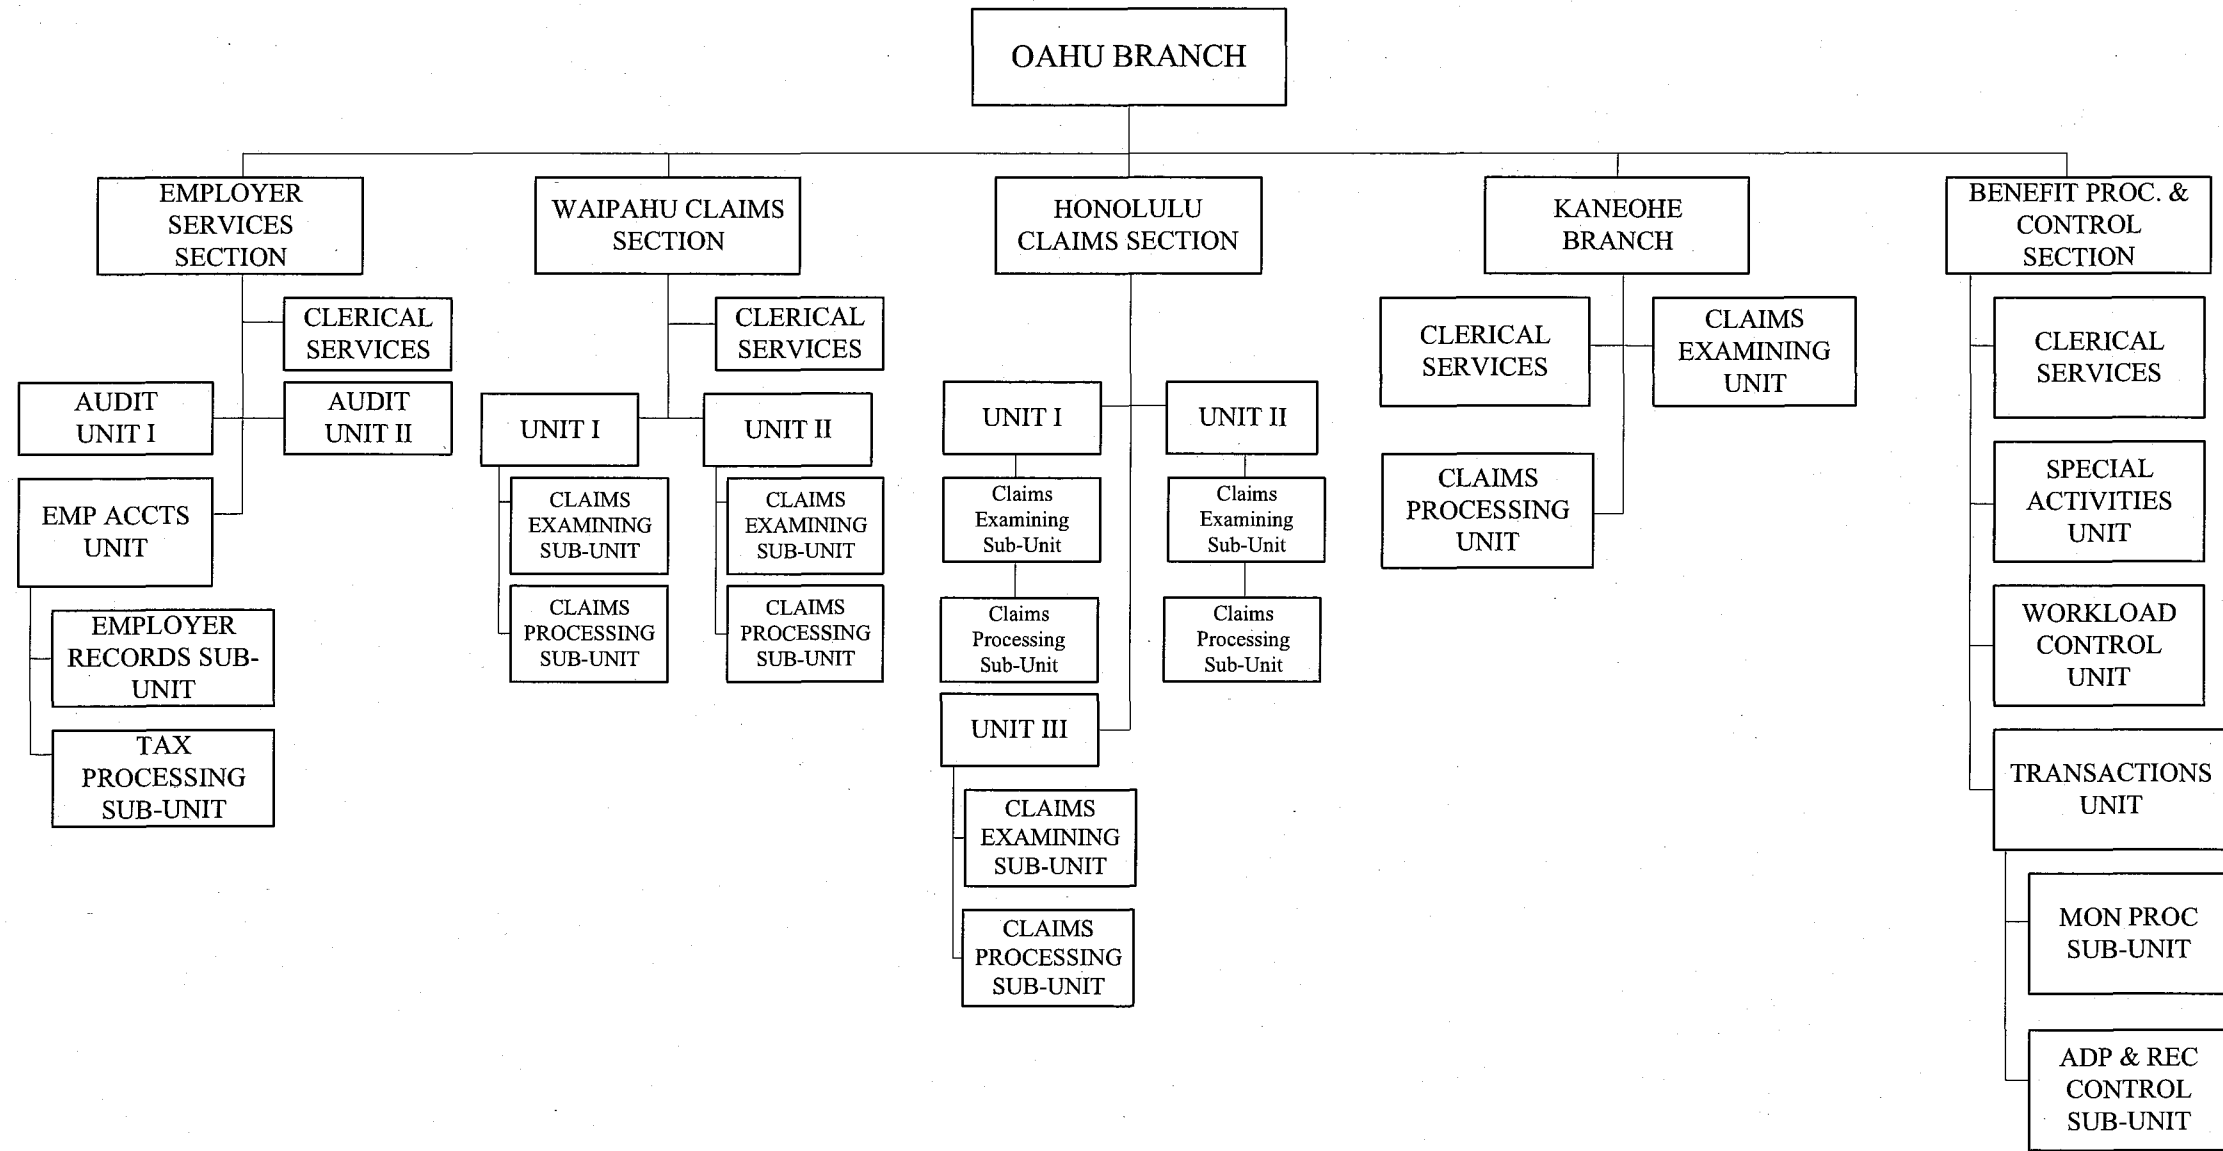 OAHU BRANCH
EMPLOYER
SERVICES
SECTION
CLERICAL
SERVICES
AUDIT
UNIT I
AUDIT
UNIT II
EMP ACCTS
UNIT
EMPLOYER
RECORDS SUB-
UNIT
TAX
PROCESSING
SUB-UNIT
WAIPAHU CLAIMS
SECTION
CLERICAL
SERVICES
UNIT I
CLAIMS
EXAMINING
SUB-UNIT
CLAIMS
PROCESSING
SUB-UNIT
UNIT II
CLAIMS
EXAMINING
SUB-UNIT
CLAIMS
PROCESSING
SUB-UNIT
HONOLULU
CLAIMS SECTION
UNIT I
Claims
Examining
Sub-Unit
Claims
Processing
Sub-Unit
UNIT II
Claims
Examining
Sub-Unit
Claims
Processing
Sub-Unit
UNIT III
CLAIMS
EXAMINING
SUB-UNIT
CLAIMS
PROCESSING
SUB-UNIT
KANEOHE
BRANCH
CLERICAL
SERVICES
CLAIMS
EXAMINING
UNIT
CLAIMS
PROCESSING
UNIT
BENEFIT PROC. &
CONTROL
SECTION
CLERICAL
SERVICES
SPECIAL
ACTIVITIES
UNIT
WORKLOAD
CONTROL
UNIT
TRANSACTIONS
UNIT
MON PROC
SUB-UNIT
ADP & REC
CONTROL
SUB-UNIT